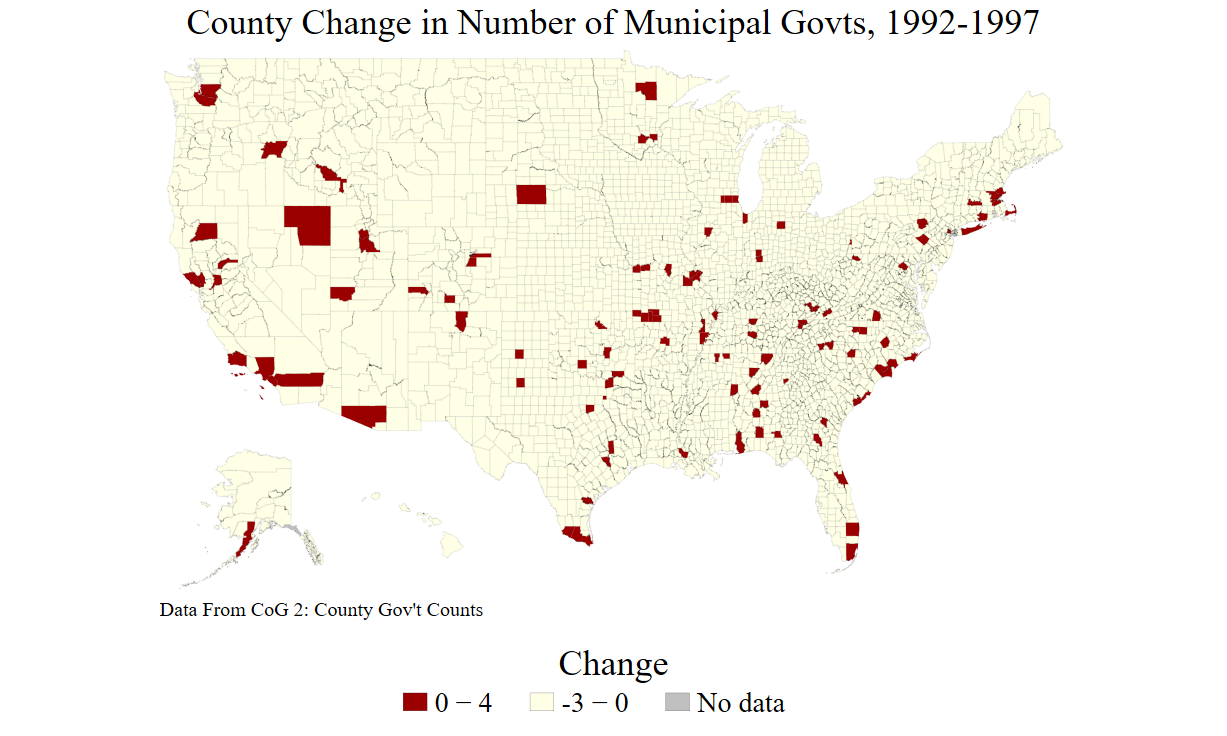 County Change in Number of Municipal Govts, 1992-1997
Data From CoG 2: County Gov't Counts
Change
0 − 4
-3 − 0
No data